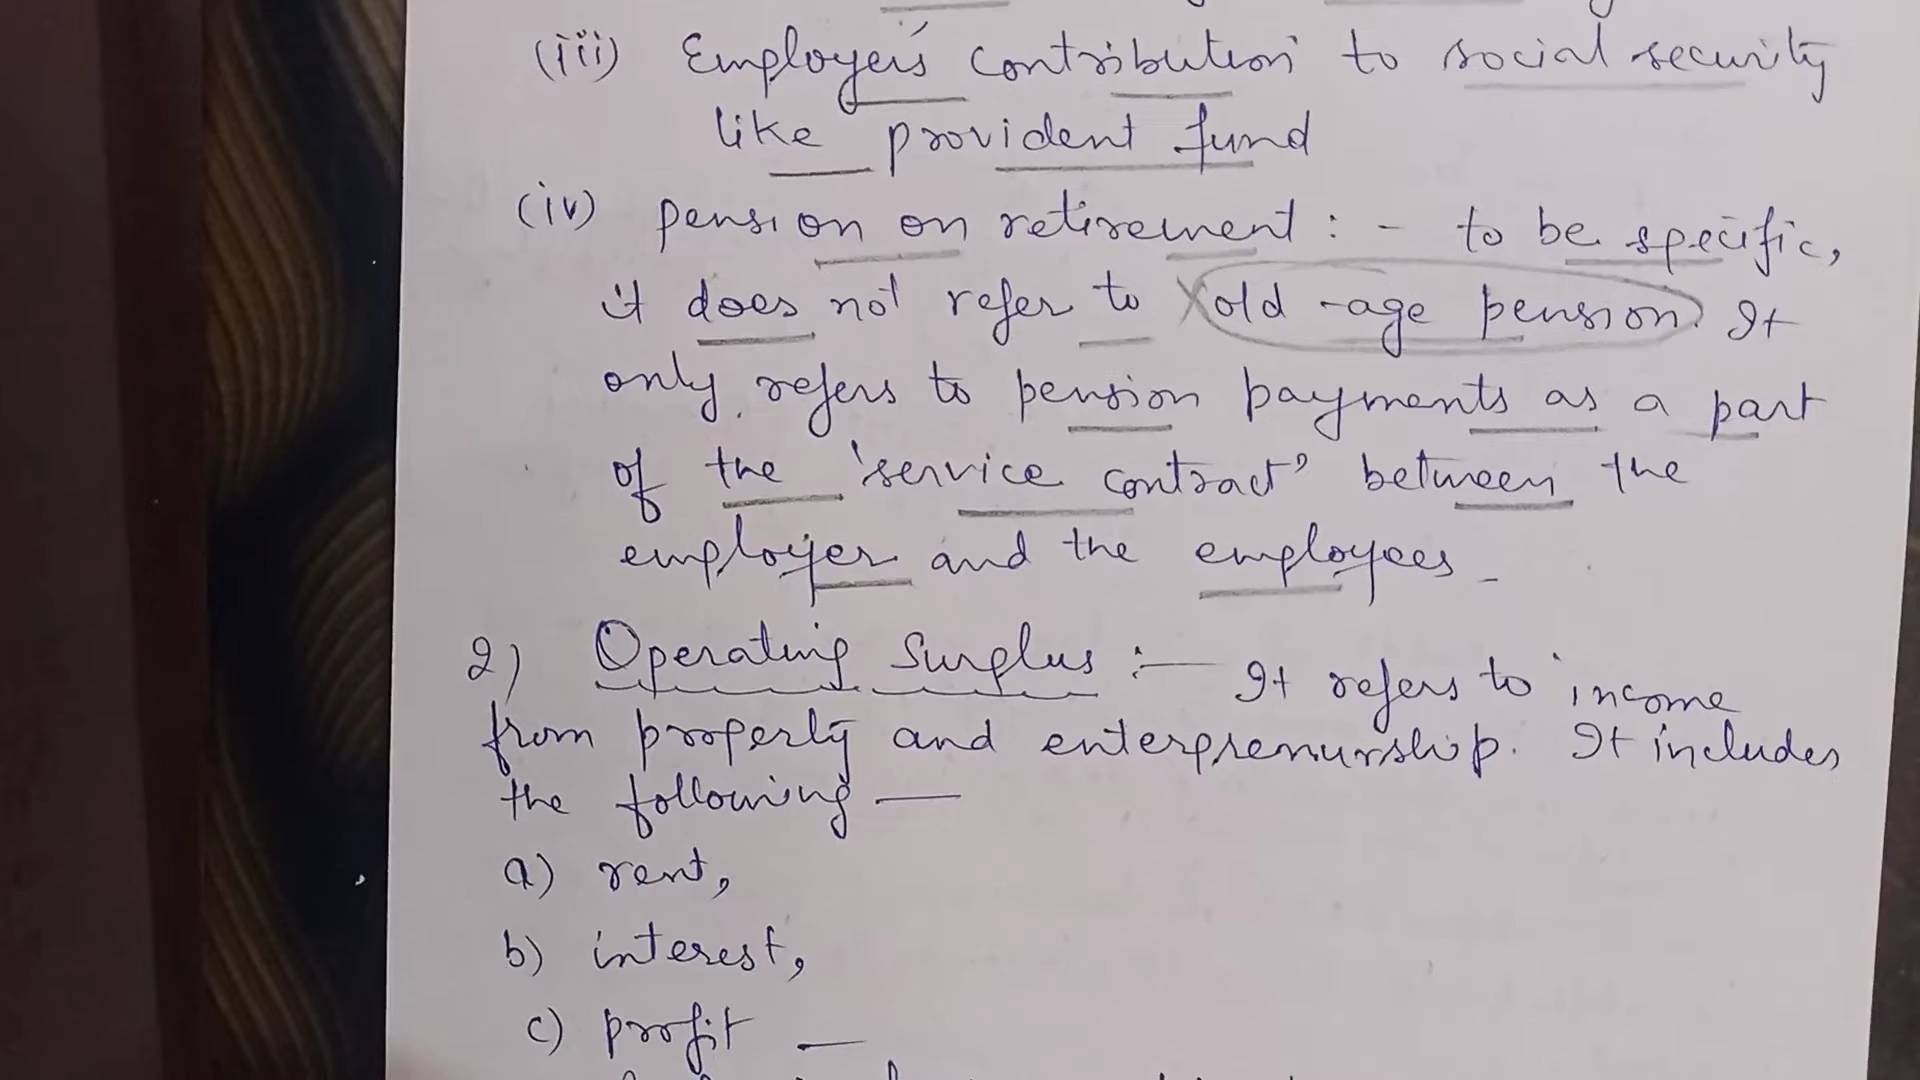 (iii) Employer's contribution to social security
like provident fund
(iv) pension on retirement : - to be specific,
it does not refer to old-age pension. It
only refers to pension payments as a part
of the 'service contract' between the
employer and the employees -
2) Operating Surplus :— It refers to income
from property and enterprenurship. It includes
the following —
a) rent,
b) interest,
c) profit —